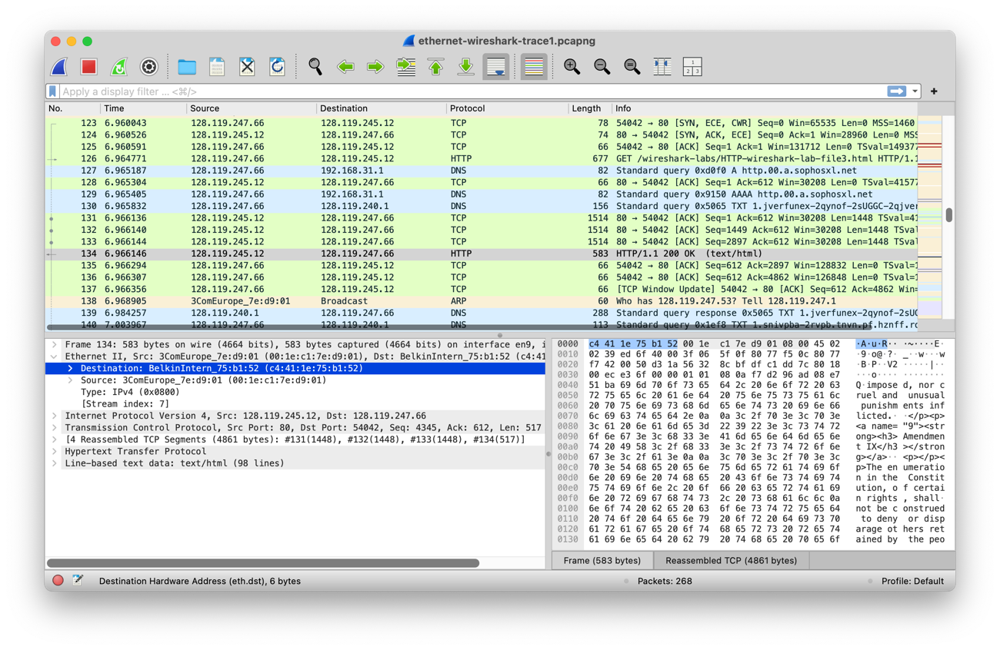 ethernet-wireshark-trace1.pcapng
1
2 3
Apply a display filter ... <⌘/>
+
No. Time Source Destination Protocol Length Info
123 6.960043 128.119.247.66 128.119.245.12 TCP 78 54042 → 80 [SYN, ECE, CWR] Seq=0 Win=65535 Len=0 MSS=1460
124 6.960526 128.119.245.12 128.119.247.66 TCP 74 80 → 54042 [SYN, ACK, ECE] Seq=0 Ack=1 Win=28960 Len=0 MSS
125 6.960591 128.119.247.66 128.119.245.12 TCP 66 54042 → 80 [ACK] Seq=1 Ack=1 Win=131712 Len=0 TSval=149377
126 6.964771 128.119.247.66 128.119.245.12 HTTP 677 GET /wireshark-labs/HTTP-wireshark-lab-file3.html HTTP/1.1
127 6.965187 128.119.247.66 192.168.31.1 DNS 82 Standard query 0xd0f0 A http.00.a.sophosxl.net
128 6.965304 128.119.245.12 128.119.247.66 TCP 66 80 → 54042 [ACK] Seq=1 Ack=612 Win=30208 Len=0 TSval=41577
129 6.965405 128.119.247.66 192.168.31.1 DNS 82 Standard query 0x9150 AAAA http.00.a.sophosxl.net
130 6.965832 128.119.247.66 128.119.240.1 DNS 156 Standard query 0x5065 TXT 1.jverfunex-2qynof-2sUGGC-2qjver
131 6.966136 128.119.245.12 128.119.247.66 TCP 1514 80 → 54042 [ACK] Seq=1 Ack=612 Win=30208 Len=1448 TSval=41
132 6.966140 128.119.245.12 128.119.247.66 TCP 1514 80 → 54042 [ACK] Seq=1449 Ack=612 Win=30208 Len=1448 TSval
133 6.966144 128.119.245.12 128.119.247.66 TCP 1514 80 → 54042 [ACK] Seq=2897 Ack=612 Win=30208 Len=1448 TSval
134 6.966146 128.119.245.12 128.119.247.66 HTTP 583 HTTP/1.1 200 OK (text/html)
135 6.966294 128.119.247.66 128.119.245.12 TCP 66 54042 → 80 [ACK] Seq=612 Ack=2897 Win=128832 Len=0 TSval=1
136 6.966307 128.119.247.66 128.119.245.12 TCP 66 54042 → 80 [ACK] Seq=612 Ack=4862 Win=126848 Len=0 TSval=1
137 6.966356 128.119.247.66 128.119.245.12 TCP 66 [TCP Window Update] 54042 → 80 [ACK] Seq=612 Ack=4862 Win=
138 6.968905 3ComEurope_7e:d9:01 Broadcast ARP 60 Who has 128.119.247.53? Tell 128.119.247.1
139 6.984257 128.119.240.1 128.119.247.66 DNS 288 Standard query response 0x5065 TXT 1.jverfunex-2qynof-2sUG
140 7.003967 128.119.247.66 128.119.240.1 DNS 113 Standard query 0x1ef8 TXT 1.snivpba-2rvpb.tnvn.pf.hznff.rq
Frame 134: 583 bytes on wire (4664 bits), 583 bytes captured (4664 bits) on interface en9, i
Ethernet II, Src: 3ComEurope_7e:d9:01 (00:1e:c1:7e:d9:01), Dst: BelkinIntern_75:b1:52 (c4:41
Destination: BelkinIntern_75:b1:52 (c4:41:1e:75:b1:52)
Source: 3ComEurope_7e:d9:01 (00:1e:c1:7e:d9:01)
Type: IPv4 (0x0800)
[Stream index: 7]
Internet Protocol Version 4, Src: 128.119.245.12, Dst: 128.119.247.66
Transmission Control Protocol, Src Port: 80, Dst Port: 54042, Seq: 4345, Ack: 612, Len: 517
[4 Reassembled TCP Segments (4861 bytes): #131(1448), #132(1448), #133(1448), #134(517)]
Hypertext Transfer Protocol
Line-based text data: text/html (98 lines)
0000 c4 41 1e 75 b1 52 00 1e c1 7e d9 01 08 00 45 02 ·A·u·R·· ·~····E·
0010 02 39 ed 6f 40 00 3f 06 5f 0f 80 77 f5 0c 80 77 ·9·o@·?· _··w···w
0020 f7 42 00 50 d3 1a 56 32 8c bf df c1 dd 7c 80 18 ·B·P··V2 ·····|··
0030 00 ec e3 6f 00 00 01 01 08 0a f7 d2 96 ad 08 e7 ···o···· ········
0040 51 ba 69 6d 70 6f 73 65 64 2c 20 6e 6f 72 20 63 Q·impose d, nor c
0050 72 75 65 6c 20 61 6e 64 20 75 6e 75 73 75 61 6c ruel and  unusual
0060 20 70 75 6e 69 73 68 6d 65 6e 74 73 20 69 6e 66  punishm ents inf
0070 6c 69 63 74 65 64 2e 0a 0a 3c 2f 70 3e 3c 70 3e licted.· ·</p><p>
0080 3c 61 20 6e 61 6d 65 3d 22 39 22 3e 3c 73 74 72 <a name= "9"><str
0090 6f 6e 67 3e 3c 68 33 3e 41 6d 65 6e 64 6d 65 6e ong><h3> Amendmen
00a0 74 20 49 58 3c 2f 68 33 3e 3c 2f 73 74 72 6f 6e t IX</h3 ></stron
00b0 67 3e 3c 2f 61 3e 0a 0a 3c 70 3e 3c 2f 70 3e 3c g></a>·· <p></p><
00c0 70 3e 54 68 65 20 65 6e 75 6d 65 72 61 74 69 6f p>The en umeratio
00d0 6e 20 69 6e 20 74 68 65 20 43 6f 6e 73 74 69 74 n in the  Constit
00e0 75 74 69 6f 6e 2c 20 6f 66 20 63 65 72 74 61 69 ution, o f certai
00f0 6e 20 72 69 67 68 74 73 2c 20 73 68 61 6c 6c 0a n rights , shall·
0100 6e 6f 74 20 62 65 20 63 6f 6e 73 74 72 75 65 64 not be c onstrued
0110 20 74 6f 20 64 65 6e 79 20 6f 72 20 64 69 73 70  to deny  or disp
0120 61 72 61 67 65 20 6f 74 68 65 72 73 20 72 65 74 arage ot hers ret
0130 61 69 6e 65 64 20 62 79 20 74 68 65 20 70 65 6f ained by  the peo
Frame (583 bytes) Reassembled TCP (4861 bytes)
Destination Hardware Address (eth.dst), 6 bytes Packets: 268 Profile: Default